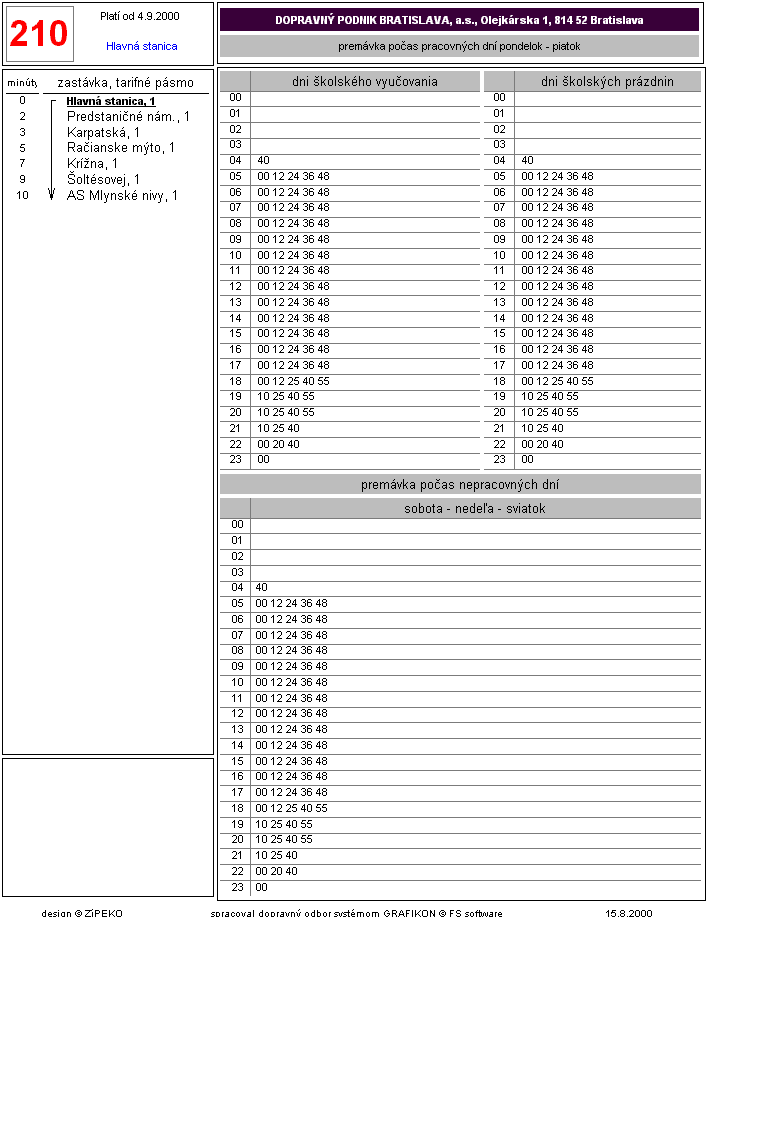 210
Platí od 4.9.2000
Hlavná stanica
DOPRAVNÝ PODNIK BRATISLAVA, a.s., Olejkárska 1, 814 52 Bratislava
premávka počas pracovných dní pondelok - piatok
minúty zastávka, tarifné pásmo
0 Hlavná stanica, 1
2 Predstaničné nám., 1
3 Karpatská, 1
5 Račianske mýto, 1
7 Krížna, 1
9 Šoltésovej, 1
10 AS Mlynské nivy, 1
dni školského vyučovania
00
01
02
03
04 40
05 00 12 24 36 48
06 00 12 24 36 48
07 00 12 24 36 48
08 00 12 24 36 48
09 00 12 24 36 48
10 00 12 24 36 48
11 00 12 24 36 48
12 00 12 24 36 48
13 00 12 24 36 48
14 00 12 24 36 48
15 00 12 24 36 48
16 00 12 24 36 48
17 00 12 24 36 48
18 00 12 25 40 55
19 10 25 40 55
20 10 25 40 55
21 10 25 40
22 00 20 40
23 00
dni školských prázdnin
00
01
02
03
04 40
05 00 12 24 36 48
06 00 12 24 36 48
07 00 12 24 36 48
08 00 12 24 36 48
09 00 12 24 36 48
10 00 12 24 36 48
11 00 12 24 36 48
12 00 12 24 36 48
13 00 12 24 36 48
14 00 12 24 36 48
15 00 12 24 36 48
16 00 12 24 36 48
17 00 12 24 36 48
18 00 12 25 40 55
19 10 25 40 55
20 10 25 40 55
21 10 25 40
22 00 20 40
23 00
premávka počas nepracovných dní
sobota - nedeľa - sviatok
00
01
02
03
04 40
05 00 12 24 36 48
06 00 12 24 36 48
07 00 12 24 36 48
08 00 12 24 36 48
09 00 12 24 36 48
10 00 12 24 36 48
11 00 12 24 36 48
12 00 12 24 36 48
13 00 12 24 36 48
14 00 12 24 36 48
15 00 12 24 36 48
16 00 12 24 36 48
17 00 12 24 36 48
18 00 12 25 40 55
19 10 25 40 55
20 10 25 40 55
21 10 25 40
22 00 20 40
23 00
design © ZíPEKO spracoval dopravný odbor systémom GRAFIKON © FS software 15.8.2000